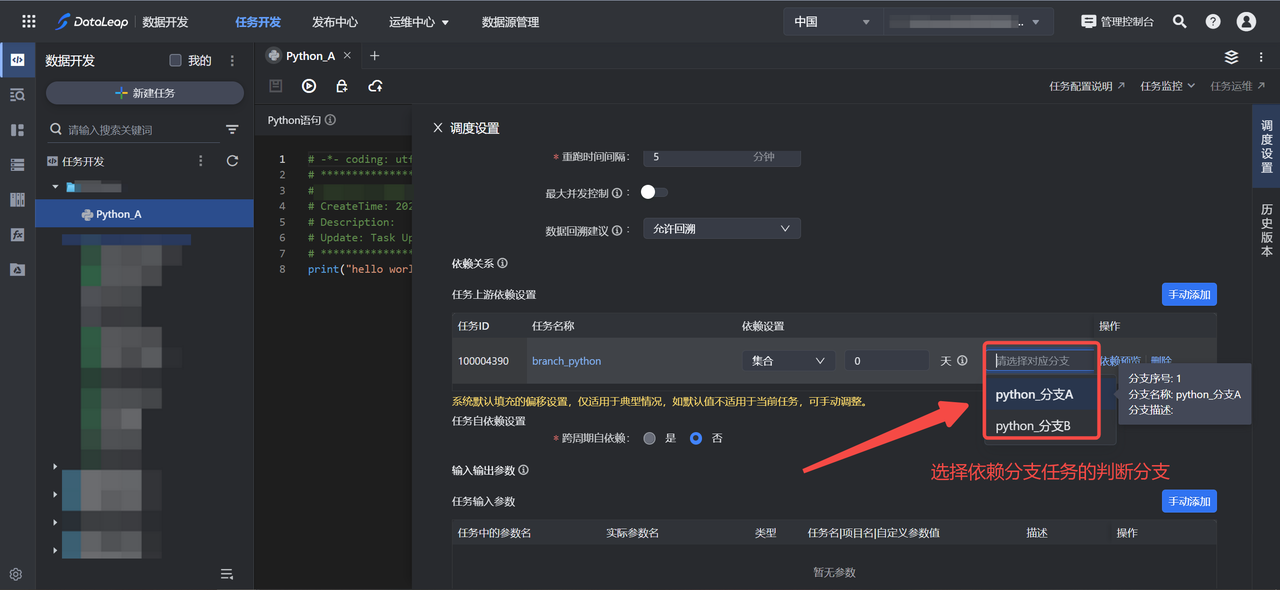 DataLeap 数据开发 任务开发 发布中心 运维中心 数据源管理 中国 .. 管理控制台
数据开发 我的
新建任务
请输入搜索关键词
任务开发
Python_A
Python_A
任务配置说明 任务监控 任务运维
Python语句
1 # -*- coding: utf
2 # ***************
3 #
4 # CreateTime: 202
5 # Description:
6 # Update: Task Up
7 # ***************
8 print("hello worl
调度设置
* 重跑时间间隔: 5 分钟
最大并发控制 :
数据回溯建议 : 允许回溯
依赖关系
任务上游依赖设置 手动添加
任务ID 任务名称 依赖设置 操作
100004390 branch_python 集合 0 天 请选择对应分支 依赖预览 删除
python_分支A
python_分支B
分支序号: 1
分支名称: python_分支A
分支描述:
系统默认填充的偏移设置，仅适用于典型情况，如默认值不适用于当前任务，可手动调整。
任务自依赖设置
* 跨周期自依赖: 是 否
选择依赖分支任务的判断分支
输入输出参数
任务输入参数 手动添加
任务中的参数名 实际参数名 类型 任务名|项目名|自定义参数值 描述 操作
暂无参数
调度设置
历史版本